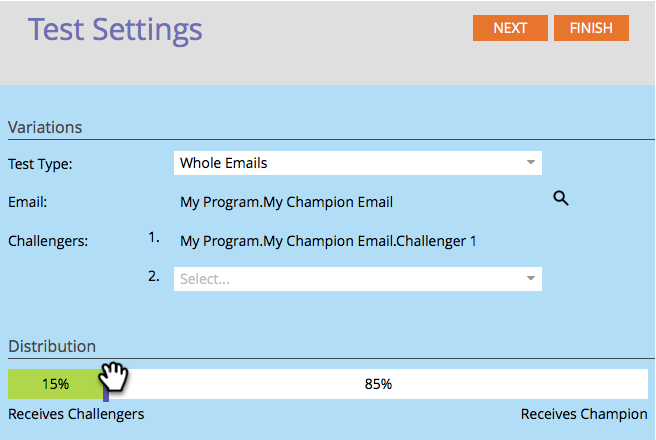 Test Settings
NEXT
FINISH
Variations
Test Type:
Whole Emails
Email:
My Program.My Champion Email
Challengers:
1.
My Program.My Champion Email.Challenger 1
2.
Select...
Distribution
15%
85%
Receives Challengers
Receives Champion